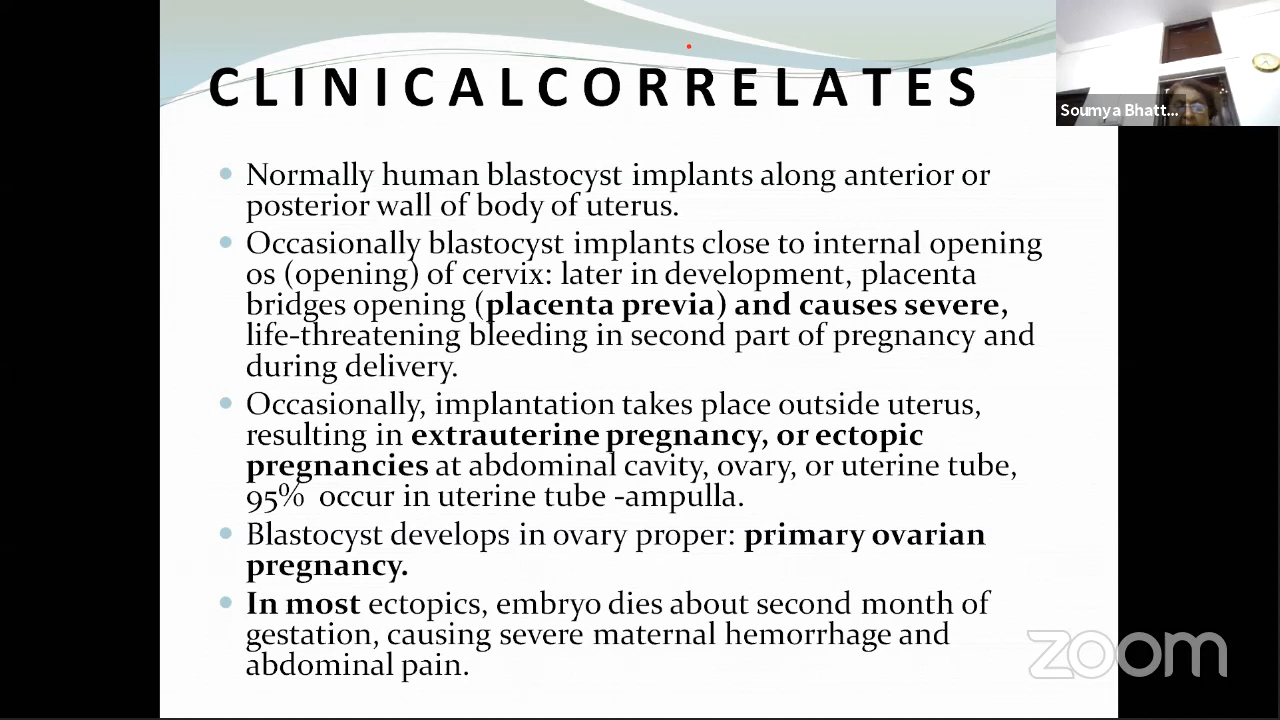 CLINICALCORRELATES
Soumya Bhatt...
Normally human blastocyst implants along anterior or
posterior wall of body of uterus.
Occasionally blastocyst implants close to internal opening
os (opening) of cervix: later in development, placenta
bridges opening (placenta previa) and causes severe,
life-threatening bleeding in second part of pregnancy and
during delivery.
Occasionally, implantation takes place outside uterus,
resulting in extrauterine pregnancy, or ectopic
pregnancies at abdominal cavity, ovary, or uterine tube,
95% occur in uterine tube -ampulla.
Blastocyst develops in ovary proper: primary ovarian
pregnancy.
In most ectopics, embryo dies about second month of
gestation, causing severe maternal hemorrhage and
abdominal pain.
zoom